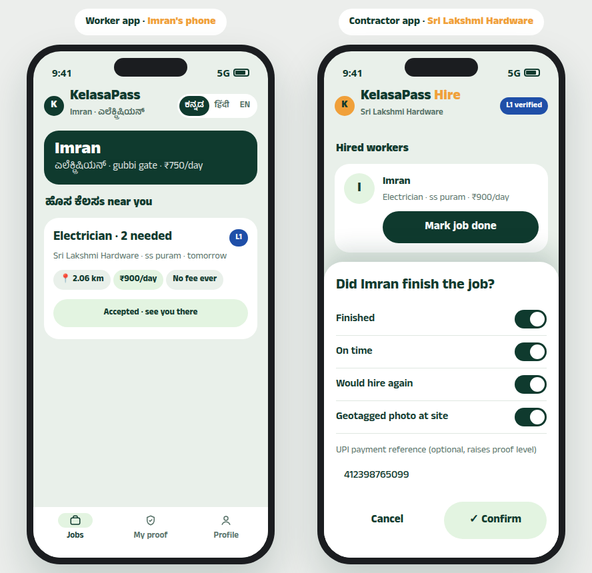 Worker app · Imran's phone
9:41
5G
K
KelasaPass
Imran · ಎಲೆಕ್ಟ್ರಿಷಿಯನ್
ಕನ್ನಡ
हिंदी
EN
Imran
ಎಲೆಕ್ಟ್ರಿಷಿಯನ್ · gubbi gate · ₹750/day
ಹೊಸ ಕೆಲಸ near you
Electrician · 2 needed
L1
Sri Lakshmi Hardware · ss puram · tomorrow
📍 2.06 km
₹900/day
No fee ever
Accepted · see you there
Jobs
My proof
Profile
Contractor app · Sri Lakshmi Hardware
9:41
5G
K
KelasaPass Hire
Sri Lakshmi Hardware
L1 verified
Hired workers
I
Imran
Electrician · ss puram · ₹900/day
Mark job done
Did Imran finish the job?
Finished
On time
Would hire again
Geotagged photo at site
UPI payment reference (optional, raises proof level)
412398765099
Cancel
✓ Confirm